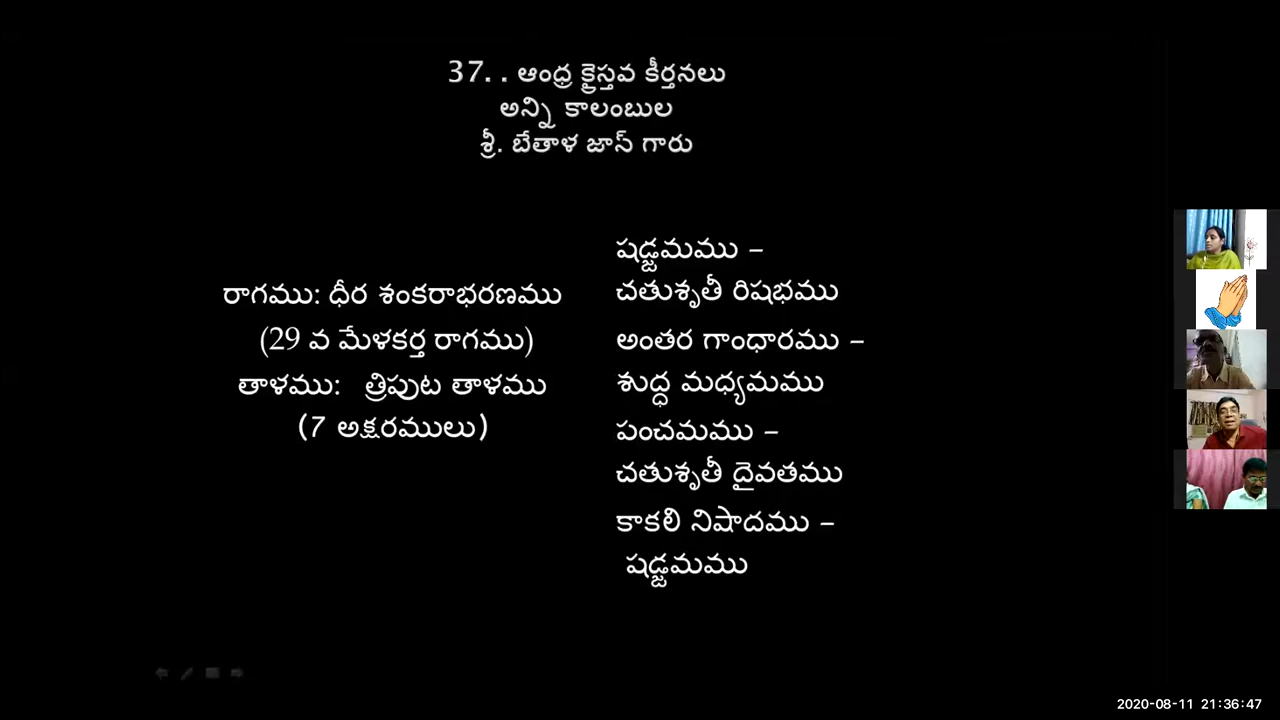 37. . ఆంధ్ర క్రైస్తవ కీర్తనలు
అన్ని కాలంబుల
శ్రీ. బేతాళ జాస్ గారు
రాగము: ధీర శంకరాభరణము
(29 వ మేళకర్త రాగము)
తాళము: త్రిపుట తాళము
(7 అక్షరములు)
షడ్జమము –
చతుశృతీ రిషభము
అంతర గాంధారము –
శుద్ధ మధ్యమము
పంచమము –
చతుశృతీ దైవతము
కాకలి నిషాదము –
షడ్జమము
2020-08-11 21:36:47